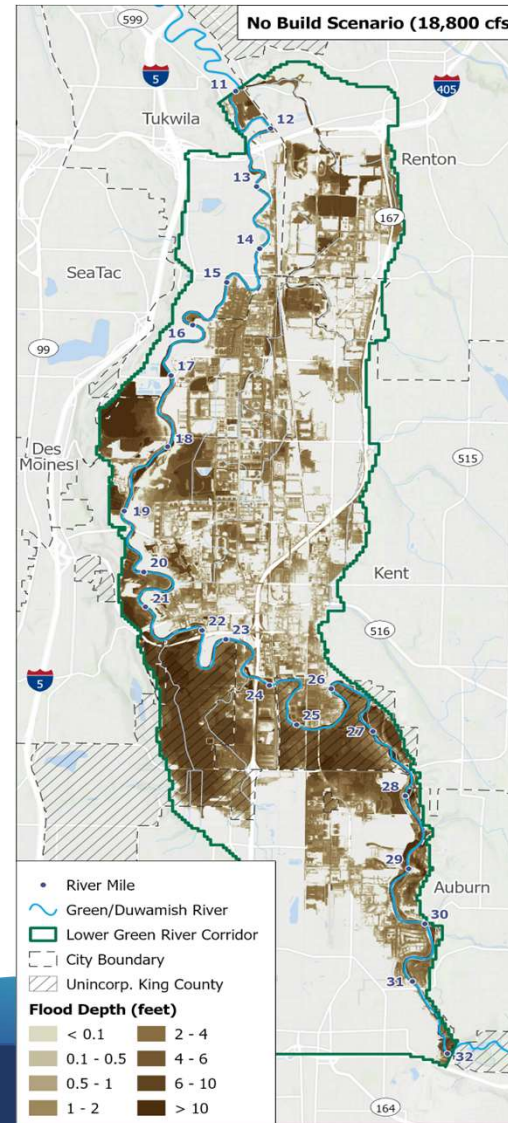 No Build Scenario (18,800 cfs
599
5
11
405
Tukwila
12
Renton
13
167
14
SeaTac
15
16
99
17
18
Des
Moines
515
19
20
Kent
21
22
23
516
5
24
26
25
27
28
29
Auburn
30
31
32
164
River Mile
Green/Duwamish River
Lower Green River Corridor
City Boundary
Unincorp. King County
Flood Depth (feet)
< 0.1
2 - 4
0.1 - 0.5
4 - 6
0.5 - 1
6 - 10
1 - 2
> 10